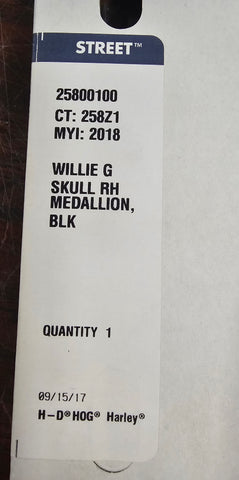 STREET™
25800100
CT: 258Z1
MYI: 2018
WILLIE G
SKULL RH
MEDALLION,
BLK
QUANTITY 1
09/15/17
H-D® HOG® Harley®